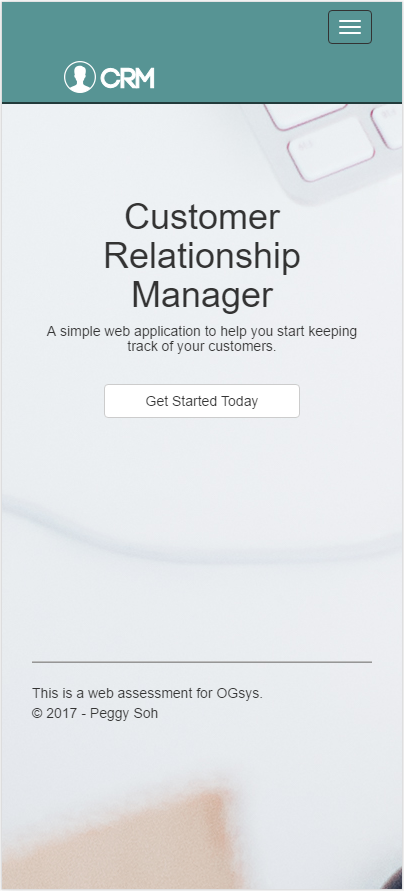 CRM
Customer
Relationship
Manager
A simple web application to help you start keeping
track of your customers.
Get Started Today
This is a web assessment for OGsys.
© 2017 - Peggy Soh